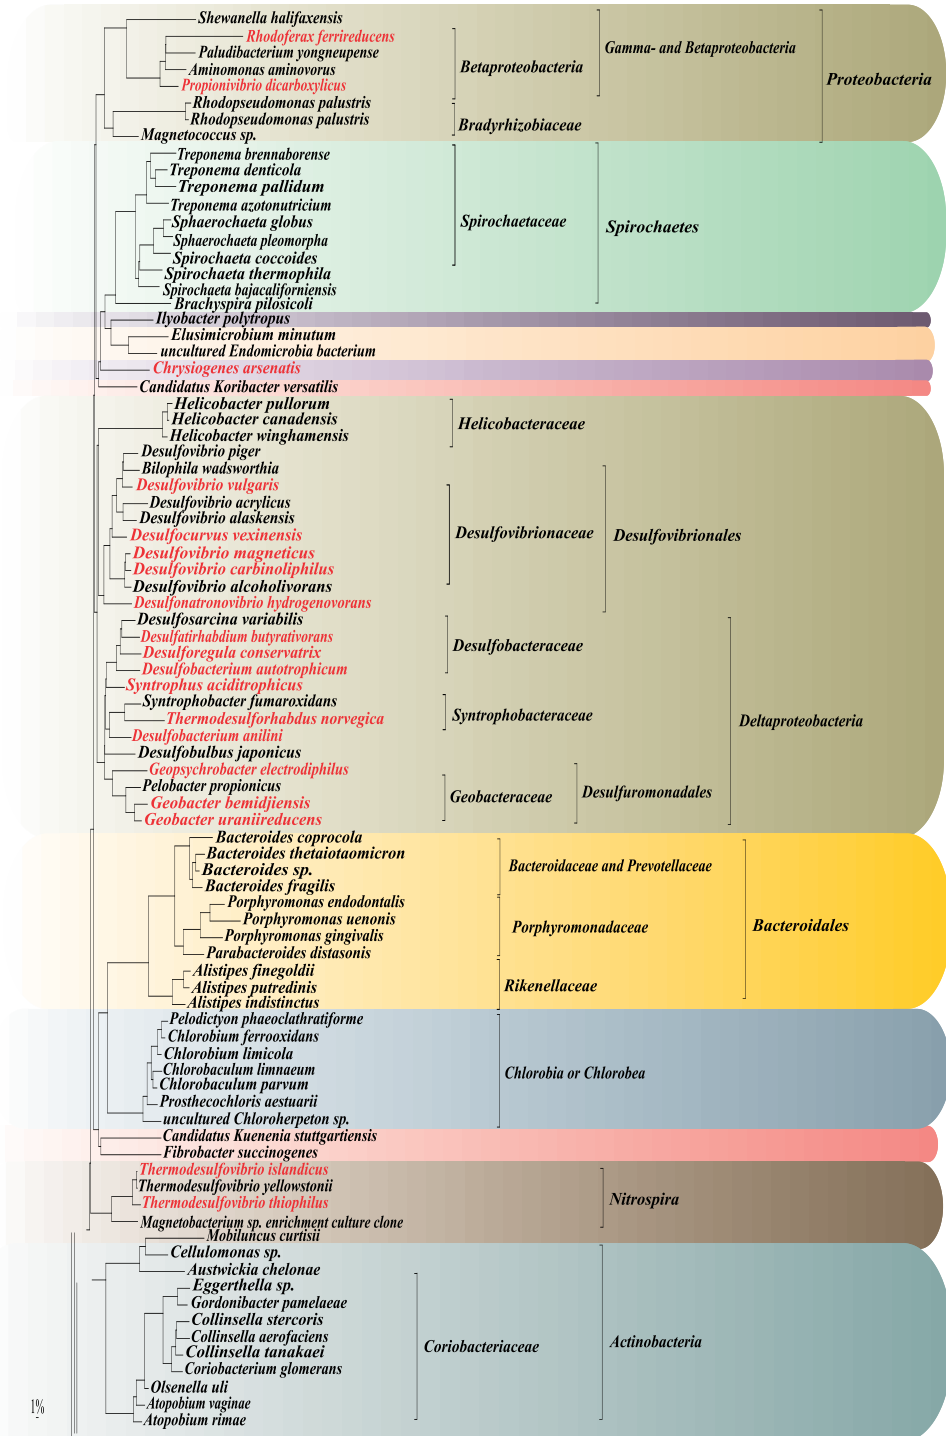 Shewanella halifaxensis
Rhodoferax ferrireducens
Paludibacterium yongneupense
Aminomonas aminovorus
Propionivibrio dicarboxylicus
Betaproteobacteria
Gamma- and Betaproteobacteria
Proteobacteria
Rhodopseudomonas palustris
Rhodopseudomonas palustris
Magnetococcus sp.
Bradyrhizobiaceae
Treponema brennaborense
Treponema denticola
Treponema pallidum
Treponema azotonutricium
Sphaerochaeta globus
Sphaerochaeta pleomorpha
Spirochaeta coccoides
Spirochaeta thermophila
Spirochaeta bajacaliforniensis
Brachyspira pilosicoli
Spirochaetaceae
Spirochaetes
Ilyobacter polytropus
Elusimicrobium minutum
uncultured Endomicrobia bacterium
Chrysiogenes arsenatis
Candidatus Koribacter versatilis
Helicobacter pullorum
Helicobacter canadensis
Helicobacter winghamensis
Helicobacteraceae
Desulfovibrio piger
Bilophila wadsworthia
Desulfovibrio vulgaris
Desulfovibrio acrylicus
Desulfovibrio alaskensis
Desulfocurvus vexinensis
Desulfovibrio magneticus
Desulfovibrio carbinoliphilus
Desulfovibrio alcoholivorans
Desulfonatronovibrio hydrogenovorans
Desulfovibrionaceae
Desulfovibrionales
Desulfosarcina variabilis
Desulfatirhabdium butyrativorans
Desulforegula conservatrix
Desulfobacterium autotrophicum
Desulfobacteraceae
Syntrophus aciditrophicus
Syntrophobacter fumaroxidans
Thermodesulforhabdus norvegica
Syntrophobacteraceae
Desulfobacterium anilini
Desulfobulbus japonicus
Geopsychrobacter electrodiphilus
Pelobacter propionicus
Geobacter bemidjiensis
Geobacter uraniireducens
Geobacteraceae
Desulfuromonadales
Deltaproteobacteria
Bacteroides coprocola
Bacteroides thetaiotaomicron
Bacteroides sp.
Bacteroides fragilis
Bacteroidaceae and Prevotellaceae
Porphyromonas endodontalis
Porphyromonas uenonis
Porphyromonas gingivalis
Parabacteroides distasonis
Porphyromonadaceae
Bacteroidales
Alistipes finegoldii
Alistipes putredinis
Alistipes indistinctus
Rikenellaceae
Pelodictyon phaeoclathratiforme
Chlorobium ferrooxidans
Chlorobium limicola
Chlorobaculum limnaeum
Chlorobaculum parvum
Prosthecochloris aestuarii
uncultured Chloroherpeton sp.
Chlorobia or Chlorobea
Candidatus Kuenenia stuttgartiensis
Fibrobacter succinogenes
Thermodesulfovibrio islandicus
Thermodesulfovibrio yellowstonii
Thermodesulfovibrio thiophilus
Magnetobacterium sp. enrichment culture clone
Nitrospira
Mobiluncus curtisii
Cellulomonas sp.
Austwickia chelonae
Eggerthella sp.
Gordonibacter pamelaeae
Collinsella stercoris
Collinsella aerofaciens
Collinsella tanakaei
Coriobacterium glomerans
Olsenella uli
Atopobium vaginae
Atopobium rimae
Coriobacteriaceae
Actinobacteria
1%